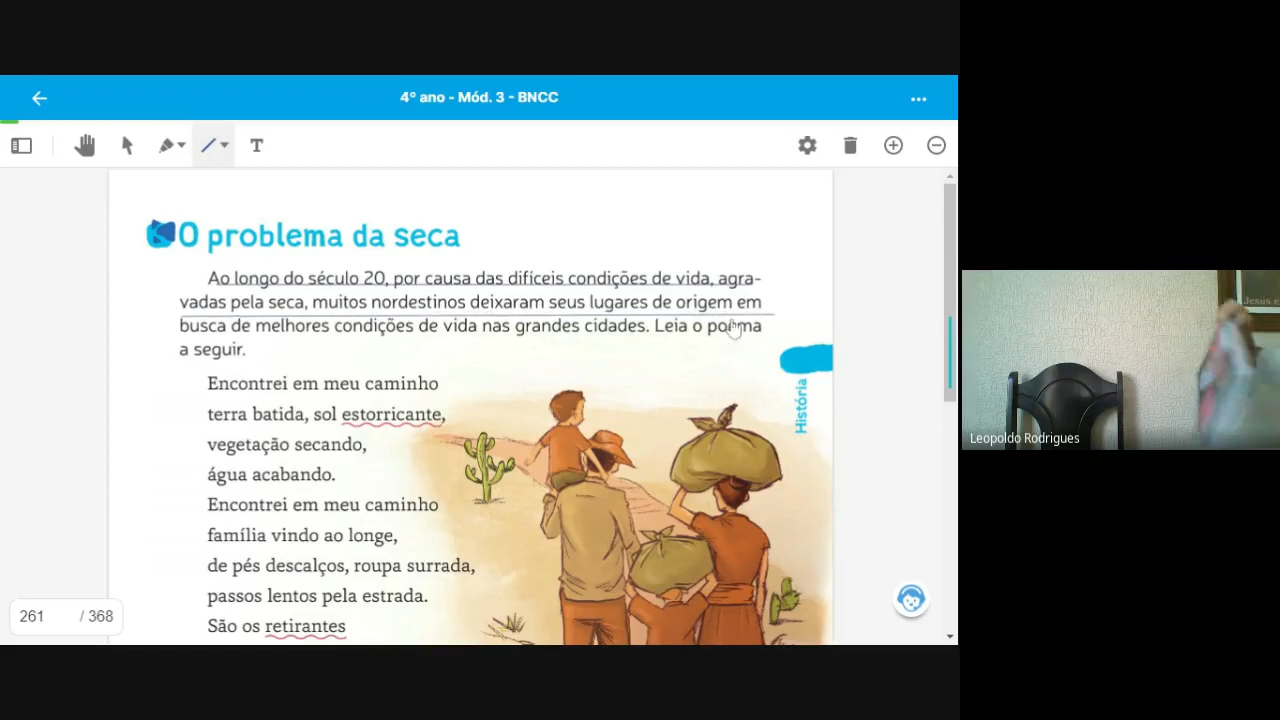 4º ano - Mód. 3 - BNCC
T
O problema da seca
Ao longo do século 20, por causa das difíceis condições de vida, agra-
vadas pela seca, muitos nordestinos deixaram seus lugares de origem em
busca de melhores condições de vida nas grandes cidades. Leia o poema
a seguir.
Encontrei em meu caminho
terra batida, sol estorricante,
vegetação secando,
água acabando.
Encontrei em meu caminho
família vindo ao longe,
de pés descalços, roupa surrada,
passos lentos pela estrada.
São os retirantes
História
261 / 368
Jesus
Leopoldo Rodrigues